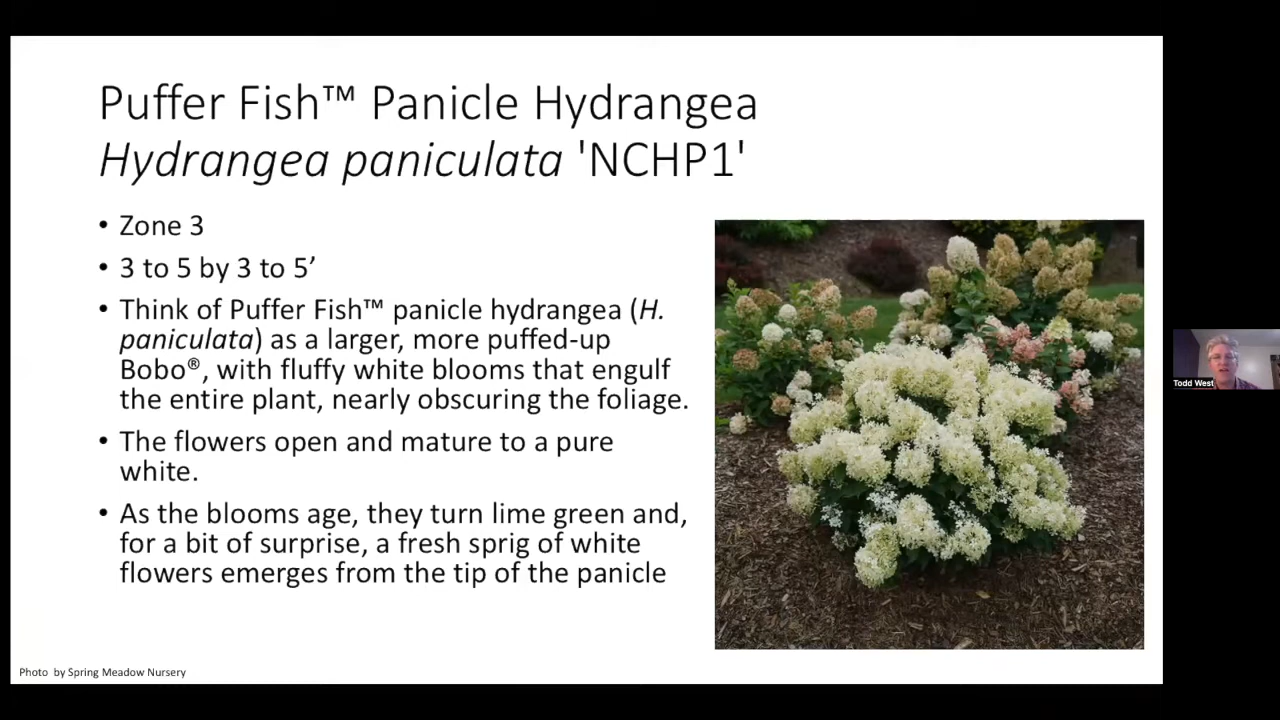 Puffer Fish™ Panicle Hydrangea
Hydrangea paniculata 'NCHP1'
• Zone 3
• 3 to 5 by 3 to 5’
• Think of Puffer Fish™ panicle hydrangea (H.
paniculata) as a larger, more puffed-up
Bobo®, with fluffy white blooms that engulf
the entire plant, nearly obscuring the foliage.
• The flowers open and mature to a pure
white.
• As the blooms age, they turn lime green and,
for a bit of surprise, a fresh sprig of white
flowers emerges from the tip of the panicle
Photo by Spring Meadow Nursery
Todd West